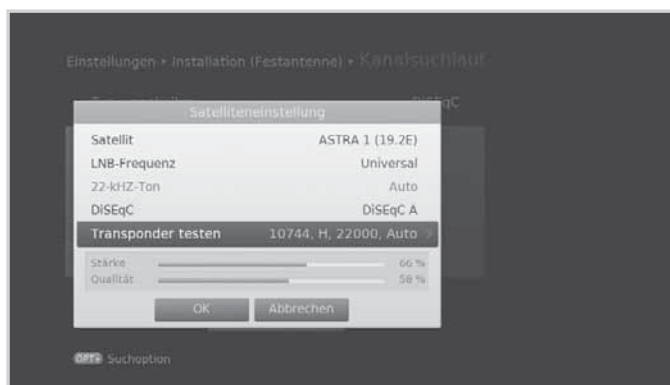 Einstellungen ▸ Installation (Festantenne) ▸ Kanalsuchlauf
DiSEqC
Satelliteneinstellung
Satellit ASTRA 1 (19.2E)
LNB-Frequenz Universal
22-kHZ-Ton Auto
DiSEqC DiSEqC A
Transponder testen 10744, H, 22000, Auto >
Stärke 66 %
Qualität 58 %
OK Abbrechen
OPT+ Suchoption